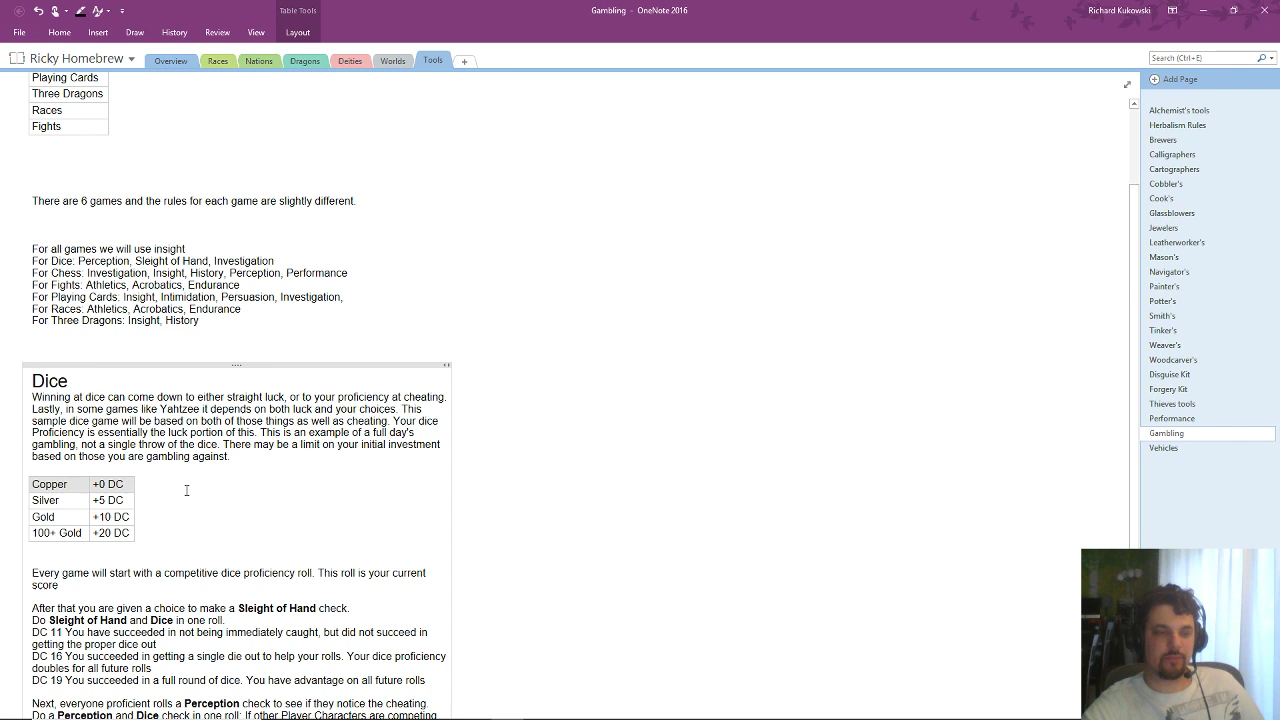 Table Tools
Gambling - OneNote 2016
Richard Kukowski
File Home Insert Draw History Review View Layout
Ricky Homebrew
Overview Races Nations Dragons Deities Worlds Tools
Search (Ctrl+E)
Add Page
Playing Cards
Three Dragons
Races
Fights
There are 6 games and the rules for each game are slightly different.
For all games we will use insight
For Dice: Perception, Sleight of Hand, Investigation
For Chess: Investigation, Insight, History, Perception, Performance
For Fights: Athletics, Acrobatics, Endurance
For Playing Cards: Insight, Intimidation, Persuasion, Investigation,
For Races: Athletics, Acrobatics, Endurance
For Three Dragons: Insight, History
Dice
Winning at dice can come down to either straight luck, or to your proficiency at cheating.
Lastly, in some games like Yahtzee it depends on both luck and your choices. This
sample dice game will be based on both of those things as well as cheating. Your dice
Proficiency is essentially the luck portion of this. This is an example of a full day's
gambling, not a single throw of the dice. There may be a limit on your initial investment
based on those you are gambling against.
Copper +0 DC
Silver +5 DC
Gold +10 DC
100+ Gold +20 DC
Every game will start with a competitive dice proficiency roll. This roll is your current
score
After that you are given a choice to make a Sleight of Hand check.
Do Sleight of Hand and Dice in one roll.
DC 11 You have succeeded in not being immediately caught, but did not succeed in
getting the proper dice out
DC 16 You succeeded in getting a single die out to help your rolls. Your dice proficiency
doubles for all future rolls
DC 19 You succeeded in a full round of dice. You have advantage on all future rolls
Next, everyone proficient rolls a Perception check to see if they notice the cheating.
Do a Perception and Dice check in one roll: If other Player Characters are competing
Alchemist's tools
Herbalism Rules
Brewers
Calligraphers
Cartographers
Cobbler's
Cook's
Glassblowers
Jewelers
Leatherworker's
Mason's
Navigator's
Painter's
Potter's
Smith's
Tinker's
Weaver's
Woodcarver's
Disguise Kit
Forgery Kit
Thieves tools
Performance
Gambling
Vehicles